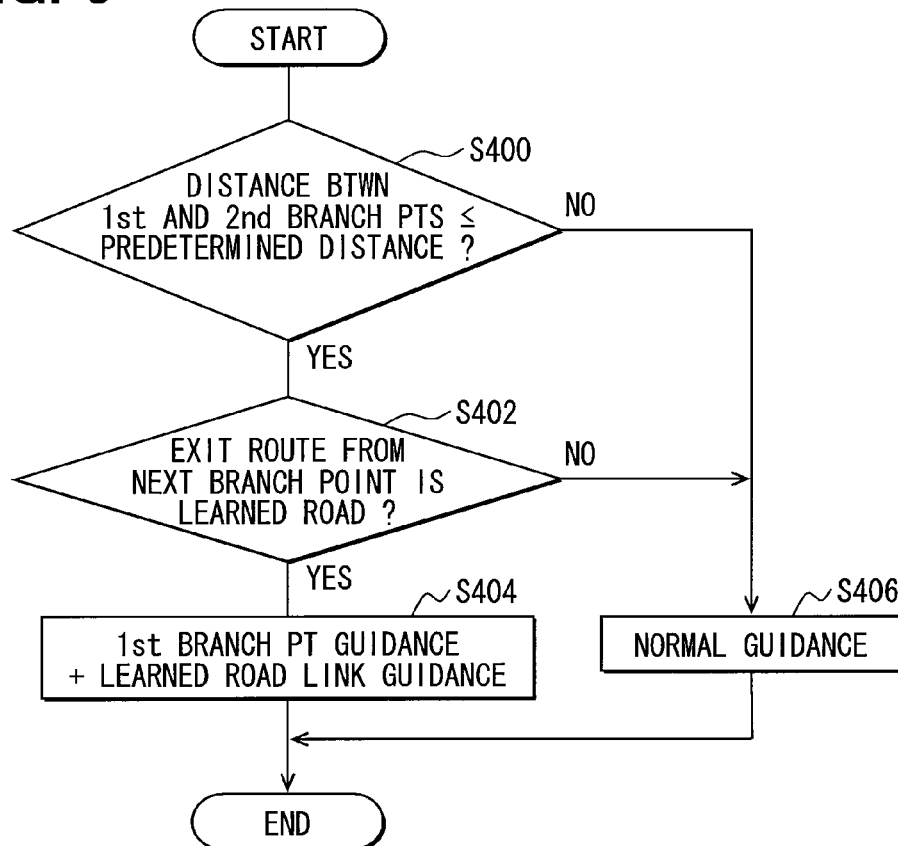 START
S400
DISTANCE BTWN
1st AND 2nd BRANCH PTS ≤
PREDETERMINED DISTANCE ?
NO
YES
S402
EXIT ROUTE FROM
NEXT BRANCH POINT IS
LEARNED ROAD ?
NO
YES
S404
1st BRANCH PT GUIDANCE
+ LEARNED ROAD LINK GUIDANCE
S406
NORMAL GUIDANCE
END